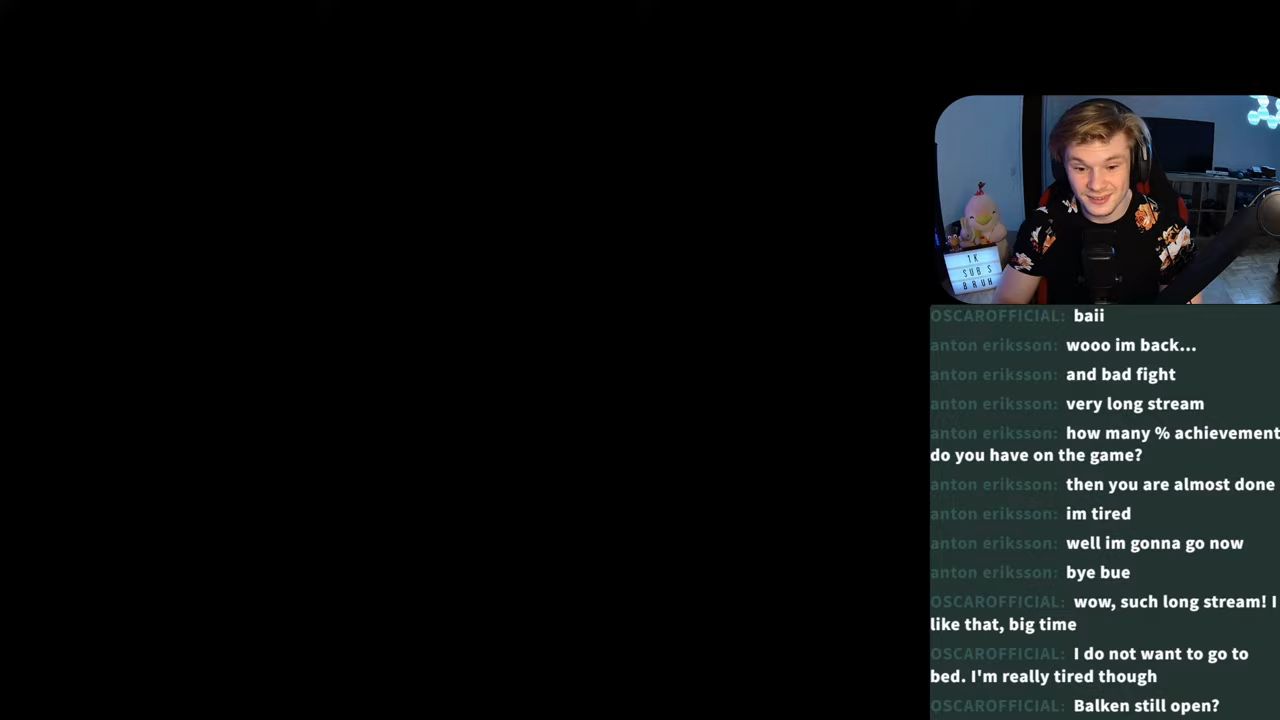 1K
SUBS
BRUH
OSCAROFFICIAL: baii
anton eriksson: wooo im back...
anton eriksson: and bad fight
anton eriksson: very long stream
anton eriksson: how many % achievement
do you have on the game?
anton eriksson: then you are almost done
anton eriksson: im tired
anton eriksson: well im gonna go now
anton eriksson: bye bue
OSCAROFFICIAL: wow, such long stream! I
like that, big time
OSCAROFFICIAL: I do not want to go to
bed. I'm really tired though
OSCAROFFICIAL: Balken still open?